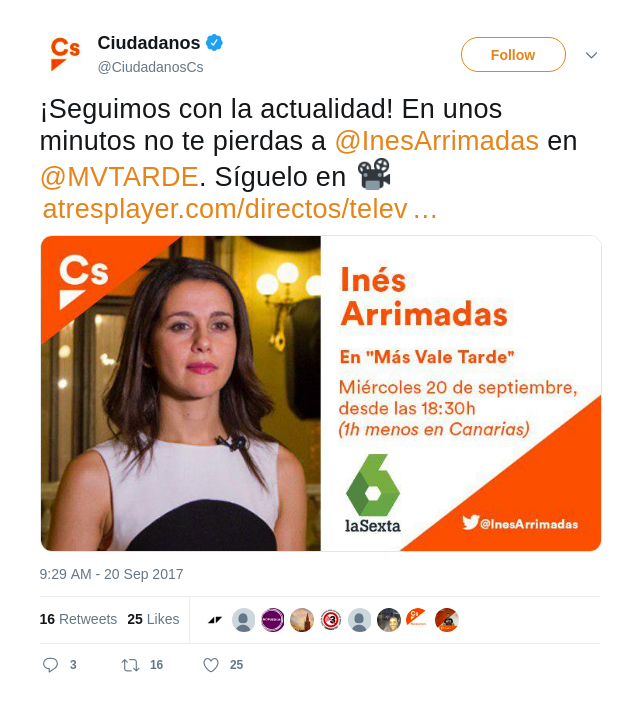 Cs
Ciudadanos
@CiudadanosCs
Follow
¡Seguimos con la actualidad! En unos
minutos no te pierdas a @InesArrimadas en
@MVTARDE. Síguelo en
atresplayer.com/directos/telev…
Cs
Inés
Arrimadas
En "Más Vale Tarde"
Miércoles 20 de septiembre,
desde las 18:30h
(1h menos en Canarias)
laSexta
@InesArrimadas
9:29 AM - 20 Sep 2017
16 Retweets 25 Likes
3 16 25